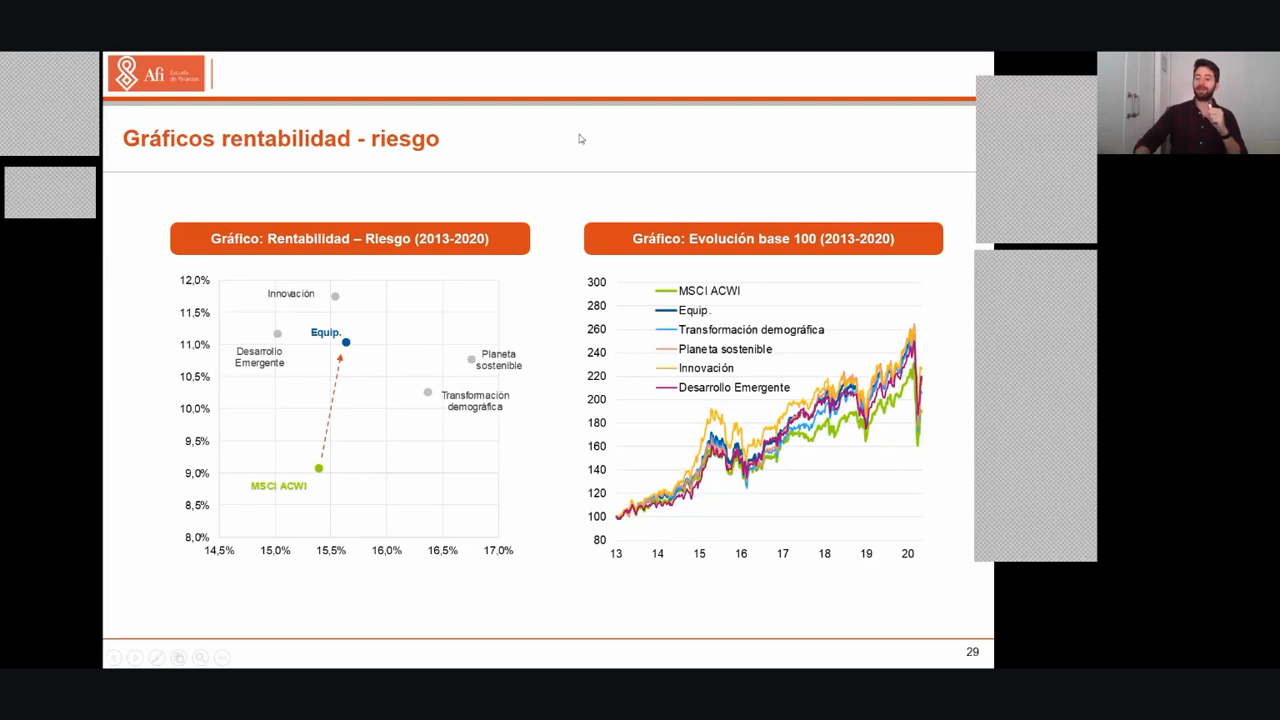 Afi Escuela
de Finanzas
Gráficos rentabilidad - riesgo
Gráfico: Rentabilidad – Riesgo (2013-2020)
12,0%
11,5%
11,0%
10,5%
10,0%
9,5%
9,0%
8,5%
8,0%
14,5%
15,0%
15,5%
16,0%
16,5%
17,0%
Innovación
Equip.
Desarrollo
Emergente
Planeta
sostenible
Transformación
demográfica
MSCI ACWI
Gráfico: Evolución base 100 (2013-2020)
300
280
260
240
220
200
180
160
140
120
100
80
13
14
15
16
17
18
19
20
MSCI ACWI
Equip.
Transformación demográfica
Planeta sostenible
Innovación
Desarrollo Emergente
29